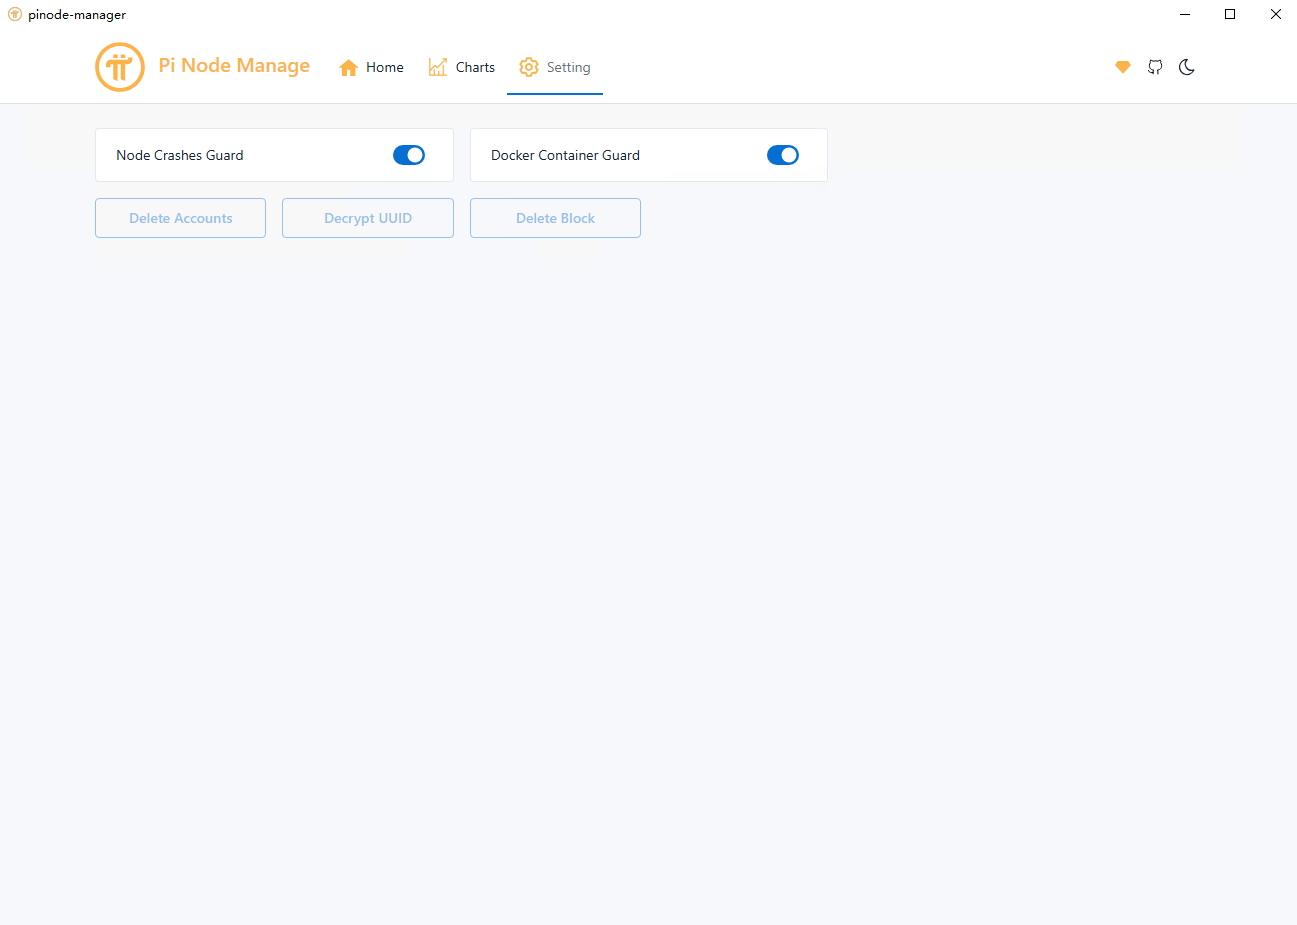 pinode-manager
Pi Node Manage
Home
Charts
Setting
Node Crashes Guard
Docker Container Guard
Delete Accounts
Decrypt UUID
Delete Block